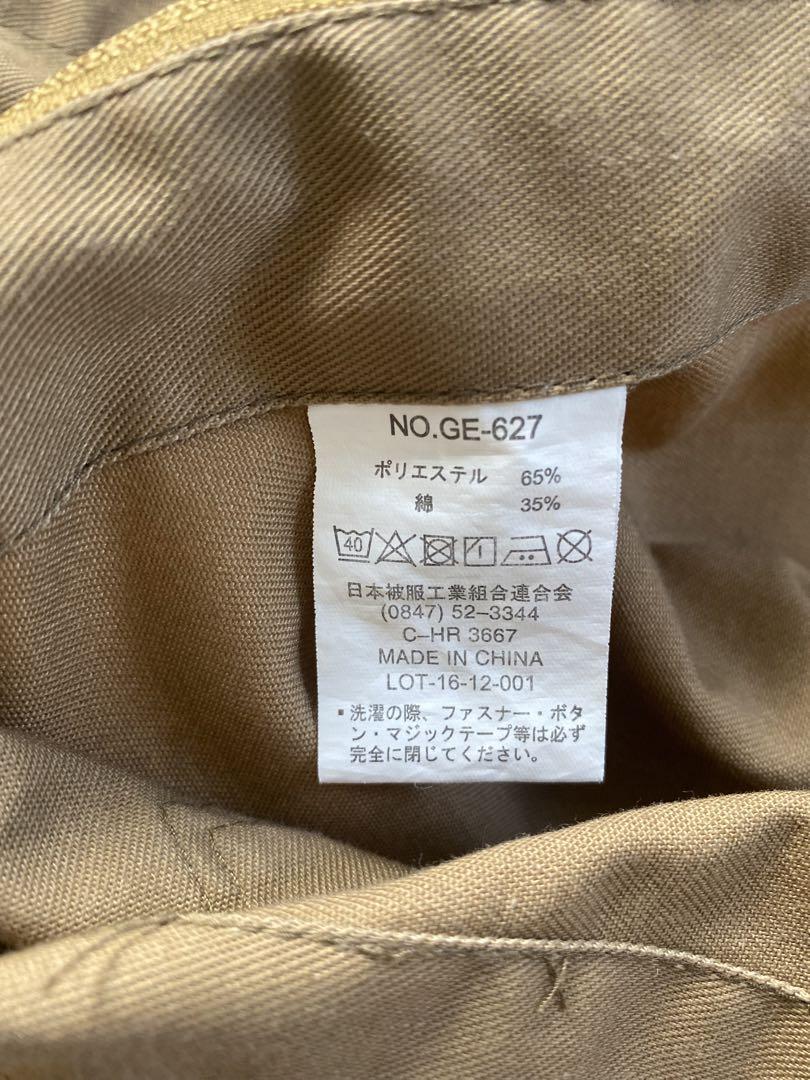 NO.GE-627
ポリエステル 65%
綿 35%
40
日本被服工業組合連合会
(0847) 52-3344
C-HR 3667
MADE IN CHINA
LOT-16-12-001
▪洗濯の際、ファスナー・ボタ
ン・マジックテープ等は必ず
完全に閉じてください。